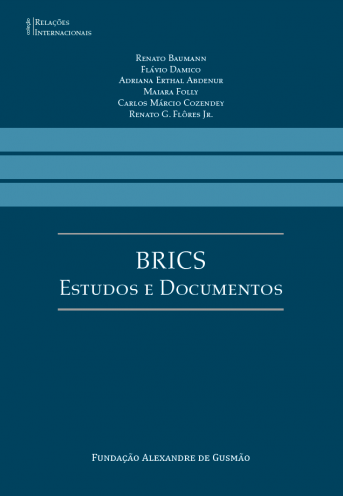 coleção
Relações
Internacionais
Renato Baumann
Flávio Damico
Adriana Erthal Abdenur
Maiara Folly
Carlos Márcio Cozendey
Renato G. Flôres Jr.
BRICS
Estudos e Documentos
Fundação Alexandre de Gusmão